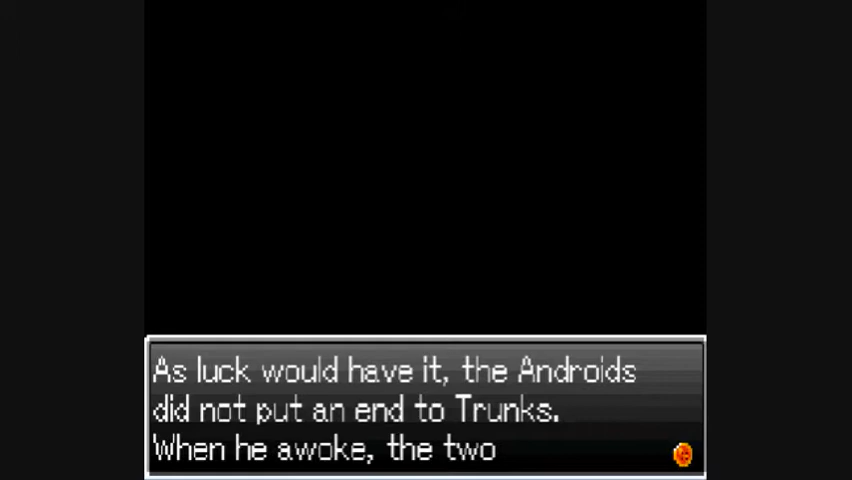 As luck would have it, the Androids
did not put an end to Trunks.
When he awoke, the two